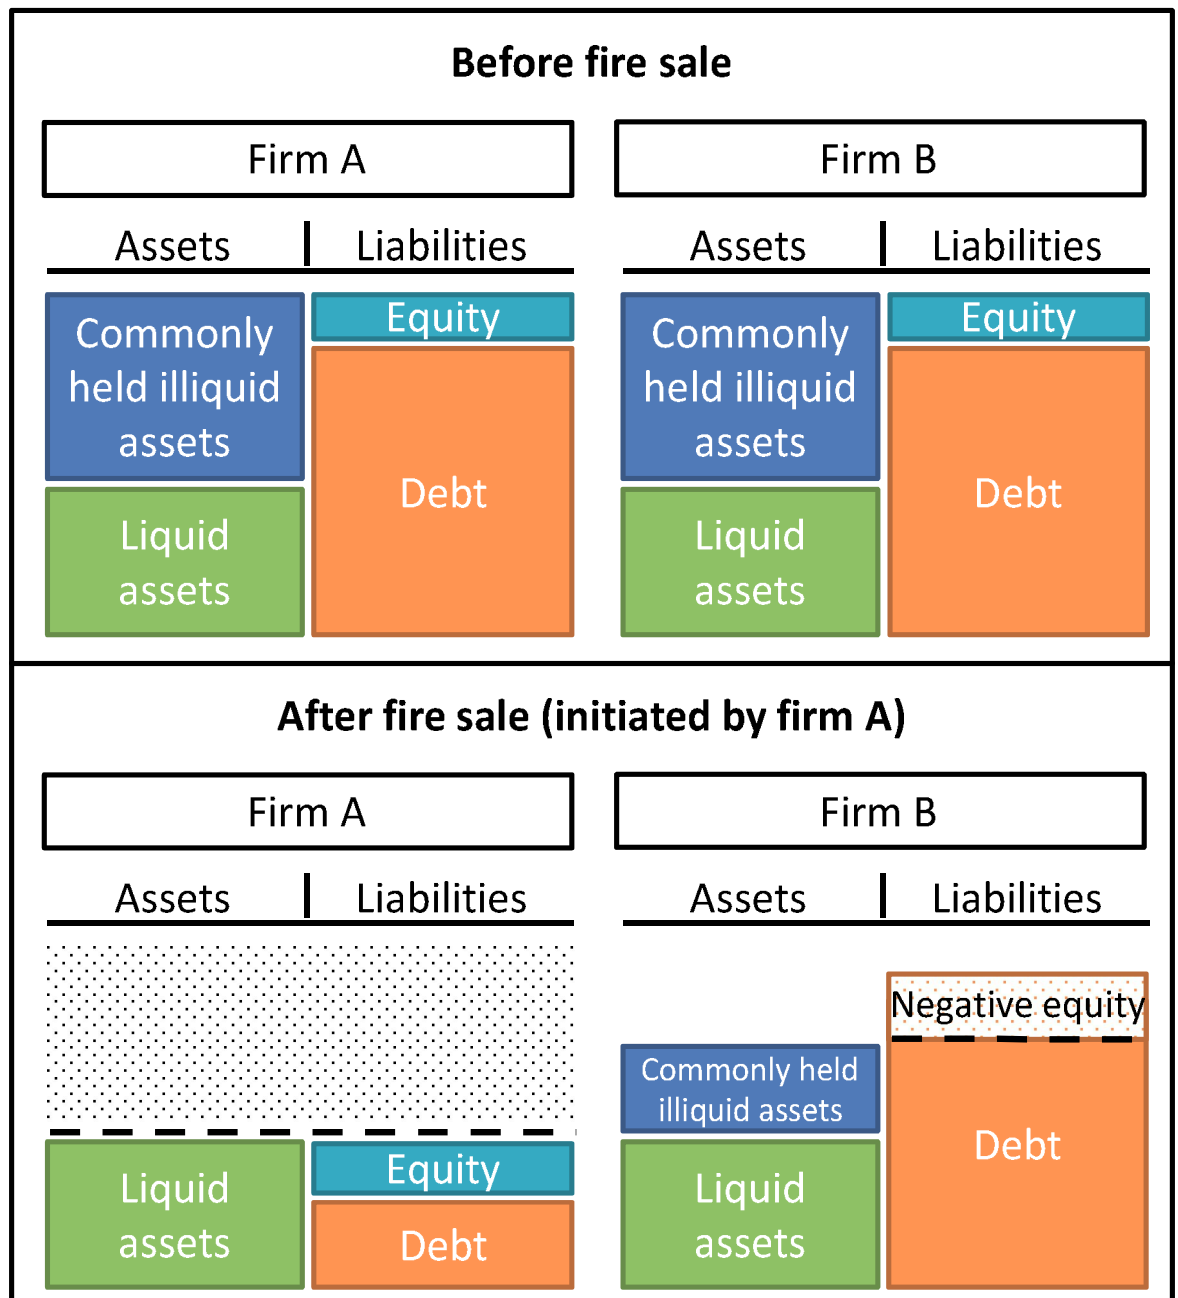 Before fire sale
Firm A
Firm B
Assets
Liabilities
Assets
Liabilities
Commonly
held illiquid
assets
Equity
Debt
Liquid
assets
Commonly
held illiquid
assets
Equity
Debt
Liquid
assets
After fire sale (initiated by firm A)
Firm A
Firm B
Assets
Liabilities
Assets
Liabilities
Liquid
assets
Equity
Debt
Commonly held
illiquid assets
Liquid
assets
Negative equity
Debt